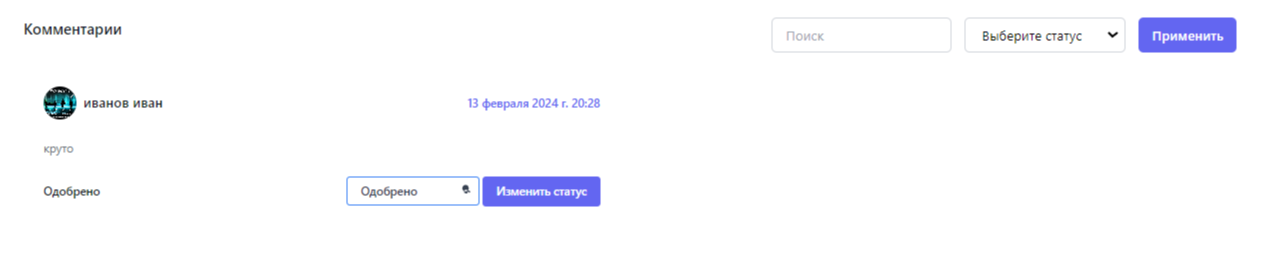 Комментарии
Поиск
Выберите статус
Применить
иванов иван
13 февраля 2024 г. 20:28
круто
Одобрено
Одобрено
Изменить статус